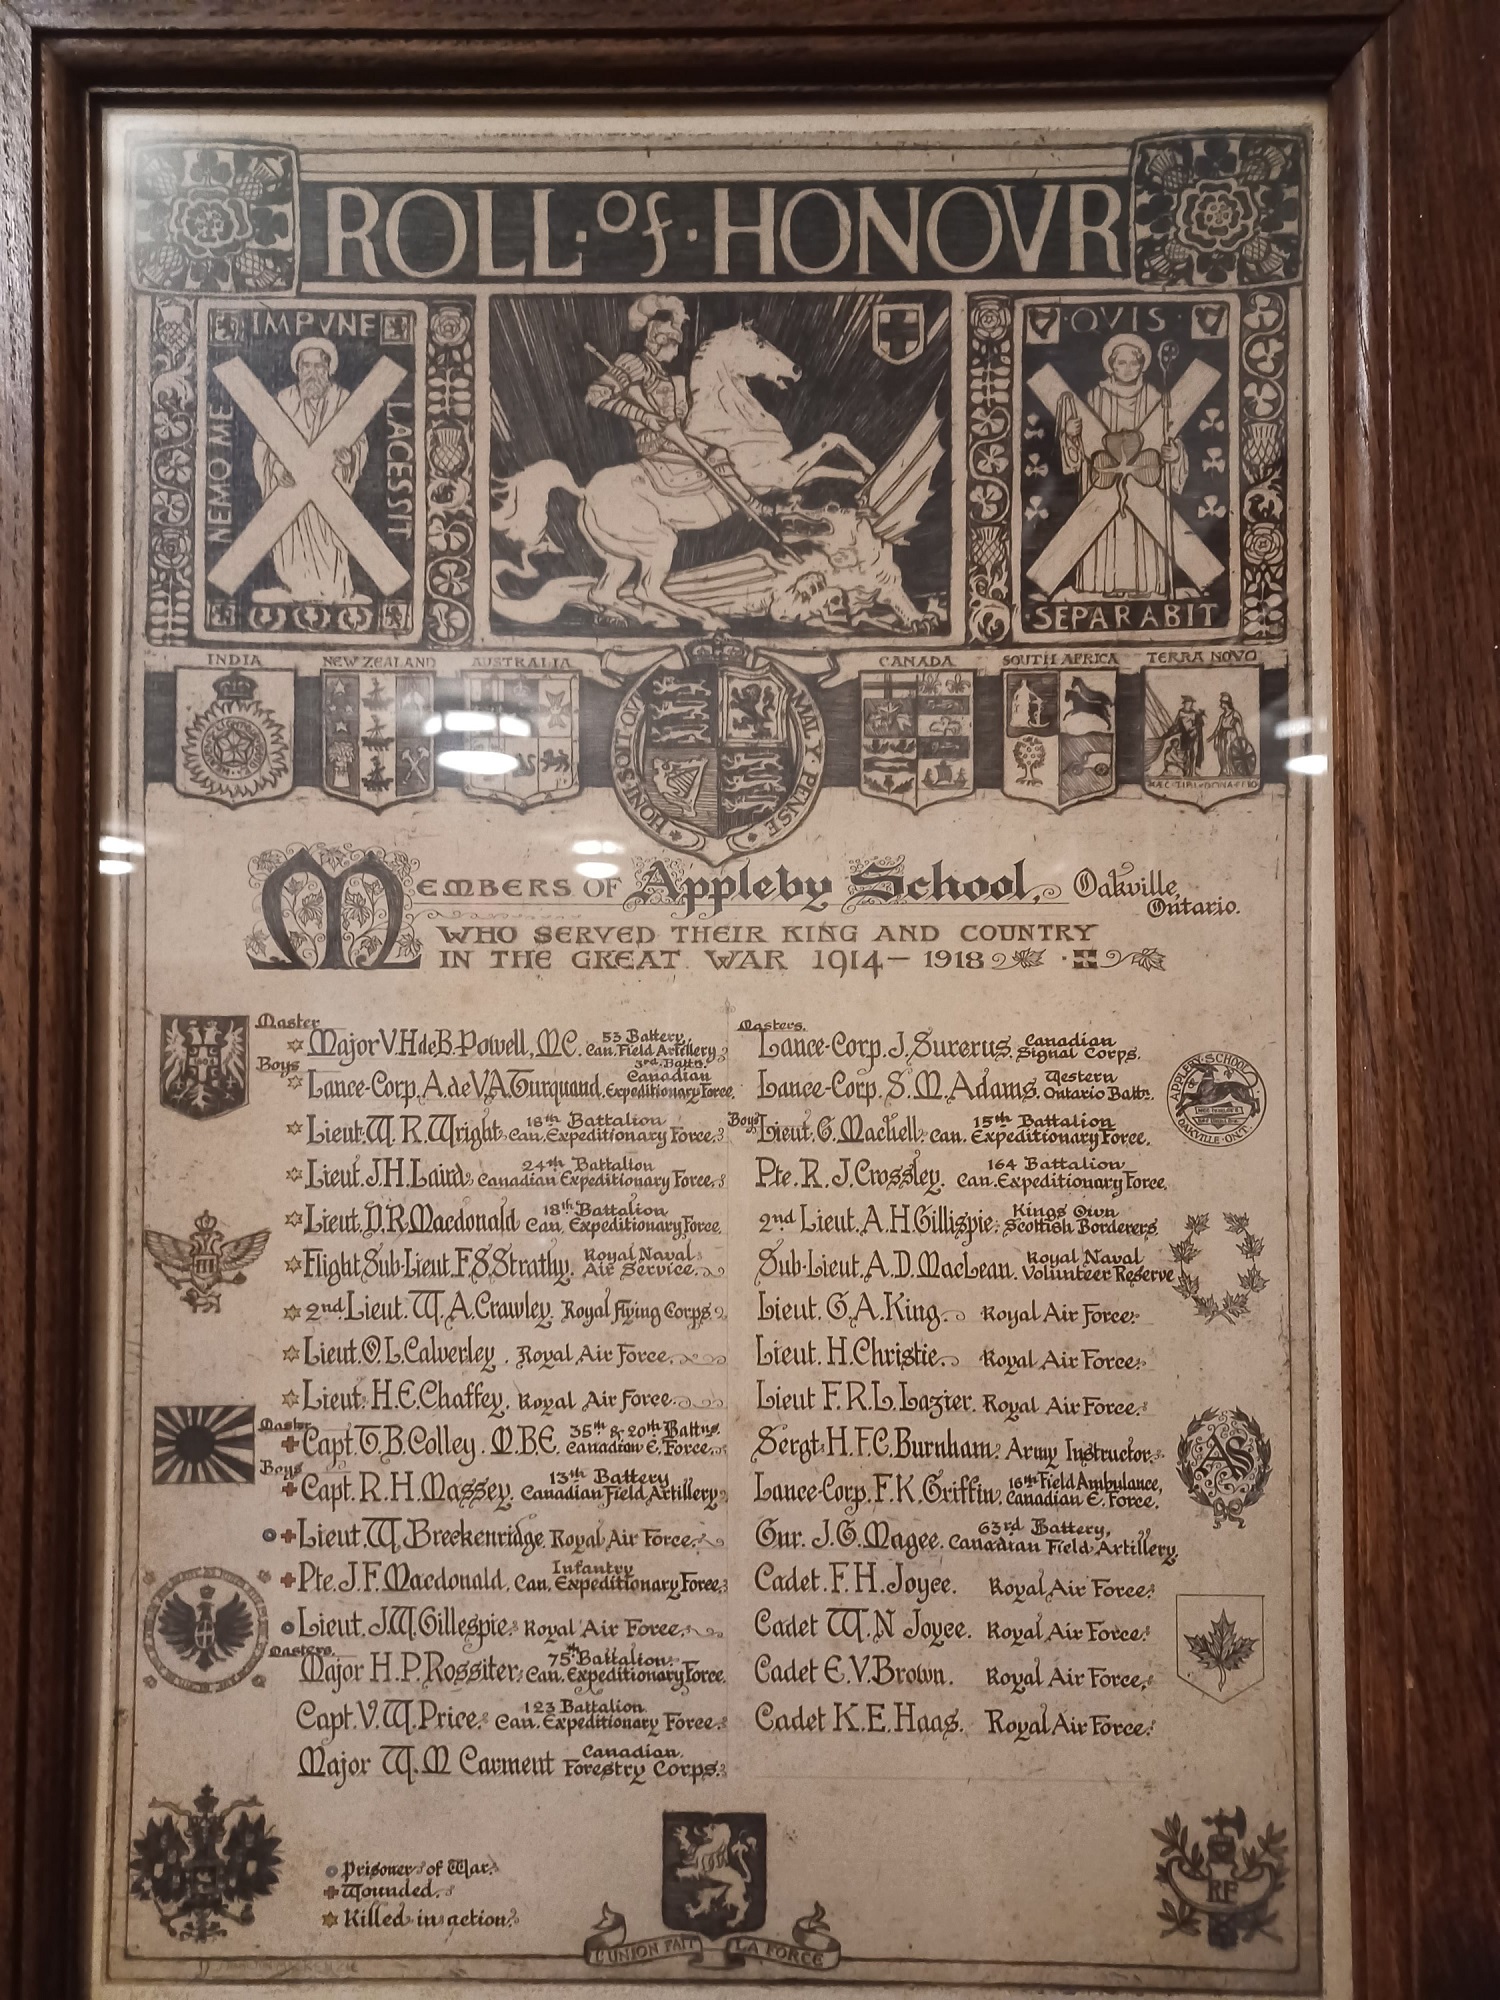 ROLL · of · HONOVR
IMPVNE
NEMO ME
LACESSIT
· QVIS ·
SEPARABIT
INDIA
NEW ZEALAND
AUSTRALIA
CANADA
SOUTH AFRICA
TERRA NOVO
HONI · SOIT · QVI MAL · Y · PENSE
MEMBERS OF Appleby School, Oakville, Ontario.
WHO SERVED THEIR KING AND COUNTRY
IN THE GREAT WAR 1914 – 1918
Master
Major V.H de B. Powell, MC. 53 Battery, Can. Field Artillery
Boys
Lance-Corp. A. de V.A. Turquand. 3rd Battn. Canadian Expeditionary Force.
Lieut. W. R. Wright. 18th Battalion Can. Expeditionary Force.
Lieut. J.H. Laird. 24th Battalion Canadian Expeditionary Force.
Lieut. D.R. Macdonald 18th Battalion Can. Expeditionary Force.
Flight Sub-Lieut. F.S. Strathy. Royal Naval Air Service.
2nd Lieut. W. A. Crawley. Royal Flying Corps.
Lieut. O. L. Calverley. Royal Air Force.
Lieut. H. E. Chaffey. Royal Air Force.
Master
Capt. T. B. Colley. M.B.E. 35th & 20th Battns. Canadian E. Force.
Boys
Capt. R. H. Massey. 13th Battery Canadian Field Artillery
Lieut. W. Breckenridge. Royal Air Force.
Pte. J. F. Macdonald. Infantry Can. Expeditionary Force.
Lieut. J.W. Gillespie. Royal Air Force.
Masters.
Major H. P. Rossiter. 75th Battalion. Can. Expeditionary Force.
Capt. V. W. Price. 123 Battalion Can. Expeditionary Force.
Major W. M Carment Canadian. Forestry Corps.
Masters.
Lance-Corp. J. Surerus. Canadian Signal Corps.
Lance-Corp. S. M. Adams. Western Ontario Battn.
Boys
Lieut. G. Machell. 15th Battalion Can. Expeditionary Force.
Pte. R. J. Crossley. 164 Battalion Can. Expeditionary Force.
2nd Lieut. A. H. Gillispie. Kings Own Scottish Borderers.
Sub-Lieut. A. D. MacLean. Royal Naval Volunteer Reserve
Lieut. G. A. King. Royal Air Force.
Lieut. H. Christie. Royal Air Force.
Lieut F. R. L. Lazier. Royal Air Force.
Sergt. H. F. C. Burnham. Army Instructor.
Lance-Corp. F. K. Griffin. 16th Field Ambulance, Canadian E. Force.
Gnr. J. G. Magee. 63rd Battery, Canadian Field Artillery.
Cadet. F. H. Joyce. Royal Air Force.
Cadet W. N Joyce. Royal Air Force.
Cadet E. V. Brown. Royal Air Force.
Cadet K. E. Haas. Royal Air Force.
APPLEBY · SCHOOL
OAKVILLE · ONT.
AS
Prisoner of War.
Wounded.
Killed in action.
L'UNION FAIT LA FORCE
RF